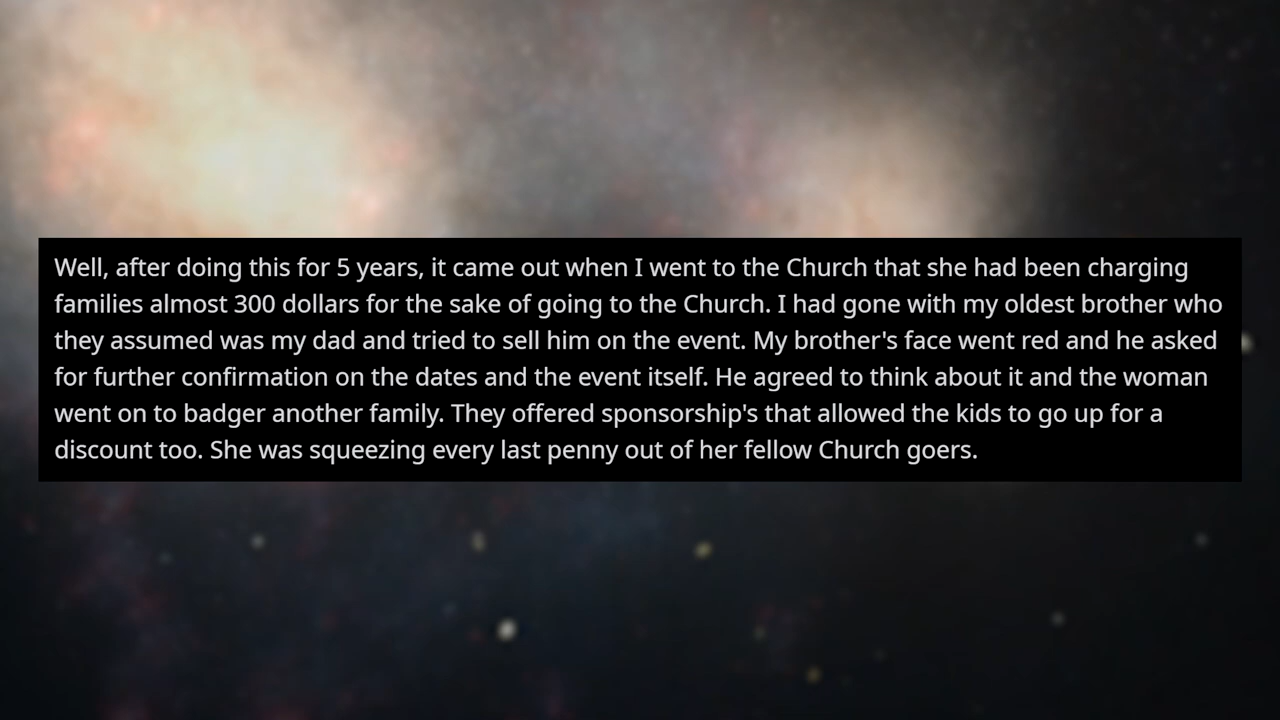 Well, after doing this for 5 years, it came out when I went to the Church that she had been charging
families almost 300 dollars for the sake of going to the Church. I had gone with my oldest brother who
they assumed was my dad and tried to sell him on the event. My brother's face went red and he asked
for further confirmation on the dates and the event itself. He agreed to think about it and the woman
went on to badger another family. They offered sponsorship's that allowed the kids to go up for a
discount too. She was squeezing every last penny out of her fellow Church goers.